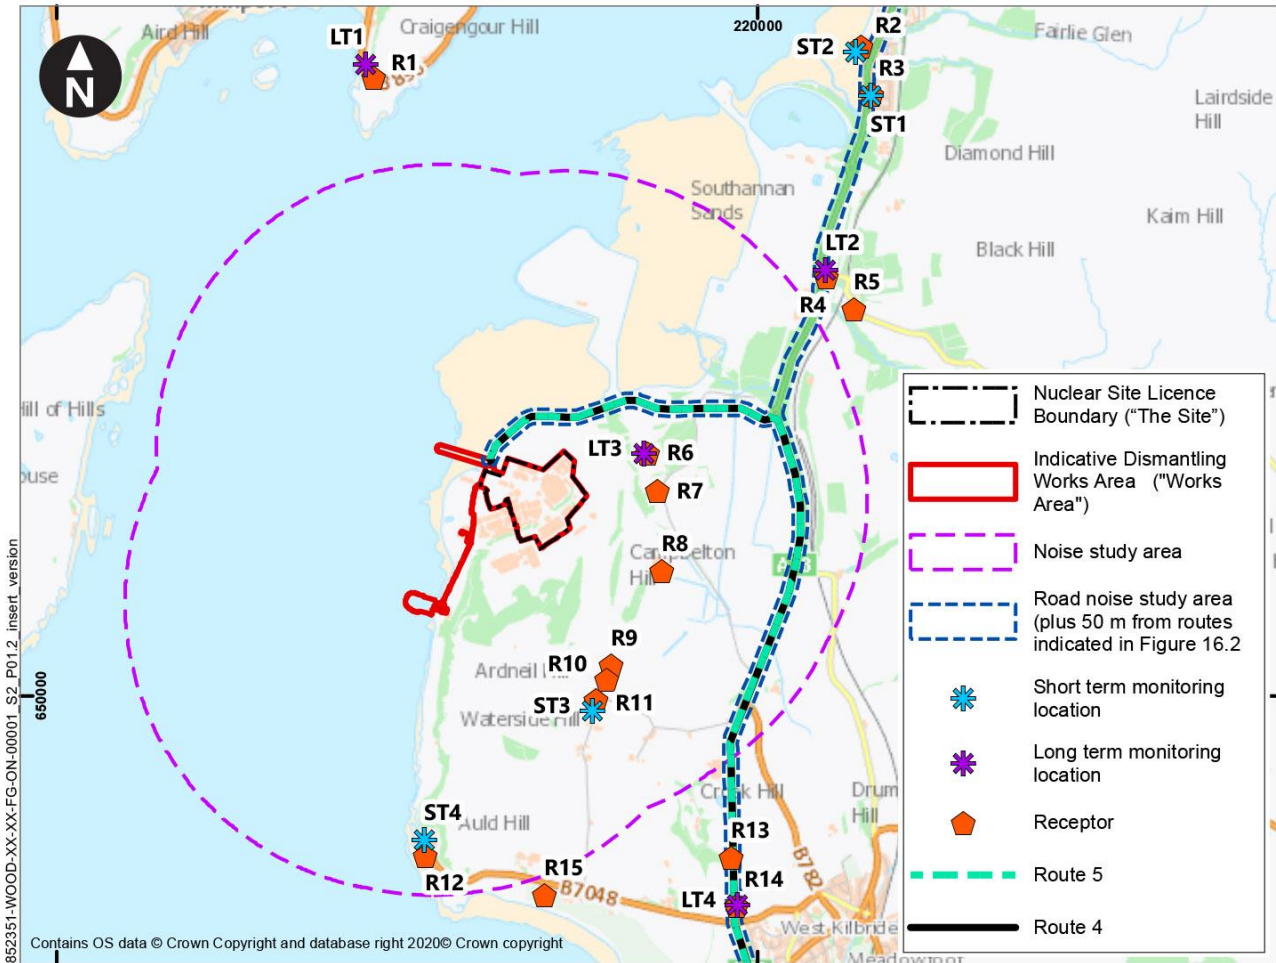 Aird Hill
Craigengour Hill
220000
Fairlie Glen
LT1
R1
ST2
R2
R3
ST1
N
Lairdside
Hill
Diamond Hill
Southannan
Sands
Kaim Hill
Black Hill
LT2
R5
R4
Hill of Hills
LT3
R6
R7
R8
Campbelton
Hill
R9
R10
Ardneil Hill
R11
ST3
Waterside Hill
650000
ST4
Auld Hill
Drum
Hill
R13
R12
R15
R14
B7048
LT4
B782
West Kilbride
Nuclear Site Licence
Boundary (“The Site”)
Indicative Dismantling
Works Area ("Works
Area")
Noise study area
Road noise study area
(plus 50 m from routes
indicated in Figure 16.2
Short term monitoring
location
Long term monitoring
location
Receptor
Route 5
Route 4
Contains OS data © Crown Copyright and database right 2020© Crown copyright
852351-WOOD-XX-XX-FG-ON-00001_S2_P01.2_insert_version